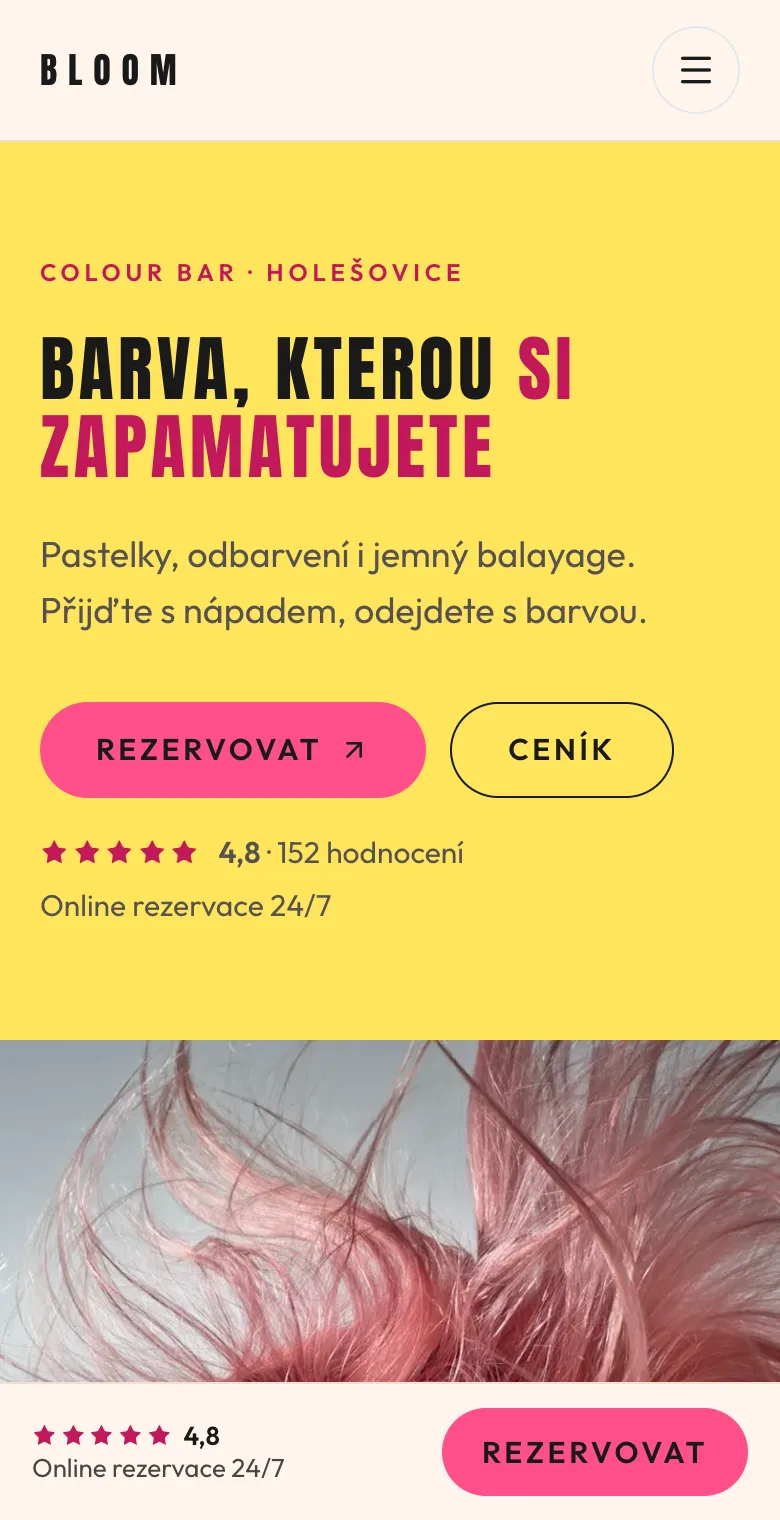 BLOOM
COLOUR BAR · HOLEŠOVICE
BARVA, KTEROU SI
ZAPAMATUJETE
Pastelky, odbarvení i jemný balayage.
Přijďte s nápadem, odejdete s barvou.
REZERVOVAT
CENÍK
4,8 · 152 hodnocení
Online rezervace 24/7
4,8
Online rezervace 24/7
REZERVOVAT